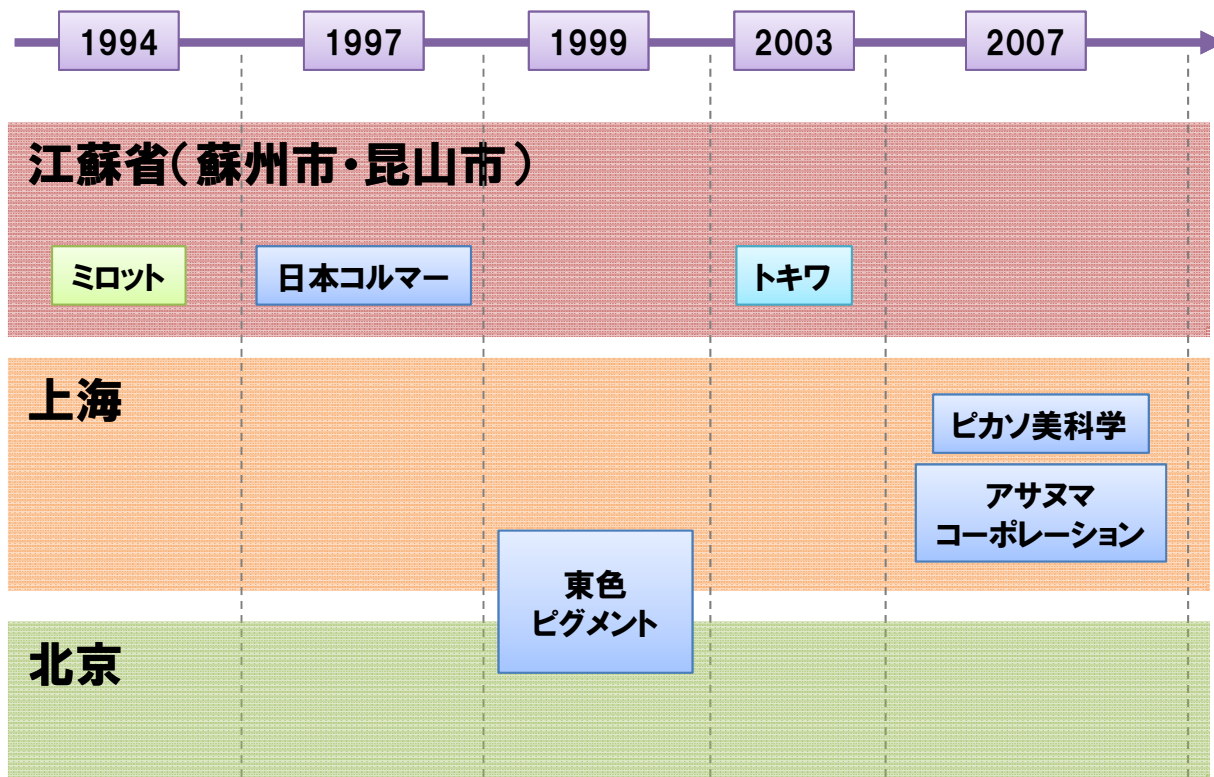 1994
1997
1999
2003
2007
江蘇省(蘇州市・昆山市)
ミロット
日本コルマー
トキワ
上海
ピカソ美科学
アサヌマ
コーポレーション
東色
ピグメント
北京